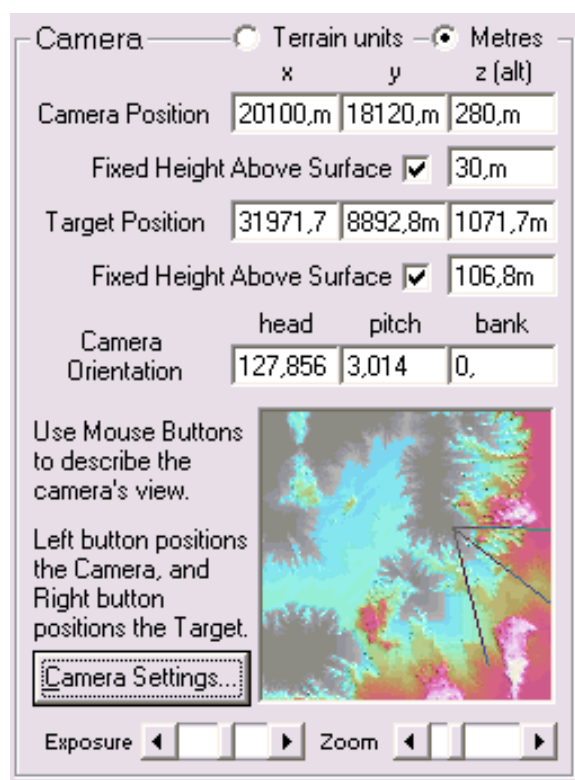 Camera Terrain units Metres
x y z (alt)
Camera Position 20100,m 18120,m 280,m
Fixed Height Above Surface 30,m
Target Position 31971,7 8892,8m 1071,7m
Fixed Height Above Surface 106,8m
head pitch bank
Camera
Orientation 127,856 3,014 0,
Use Mouse Buttons
to describe the
camera's view.
Left button positions
the Camera, and
Right button
positions the Target.
Camera Settings...
Exposure Zoom